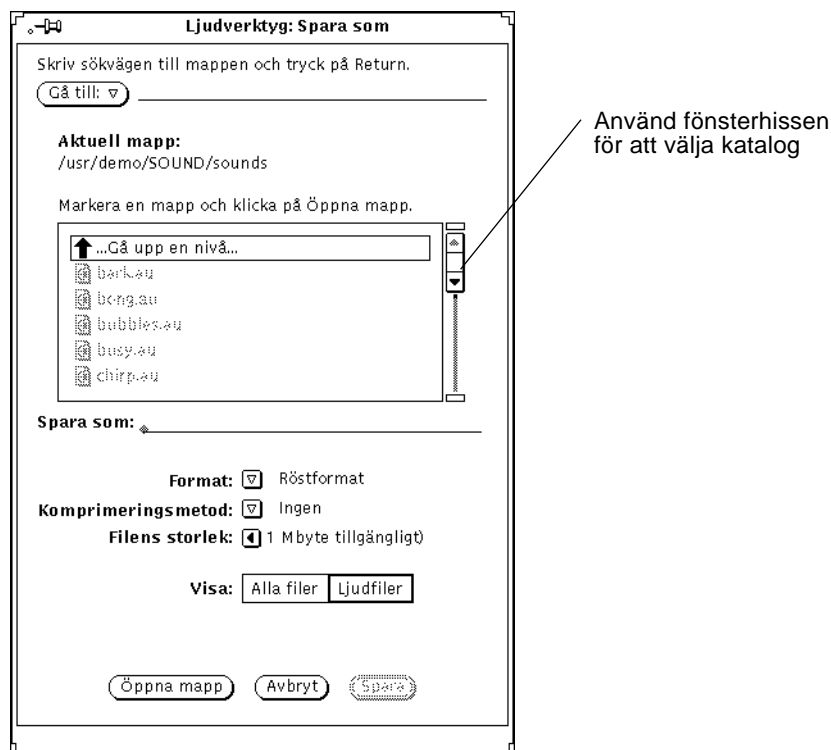 Ljudverktyg: Spara som
Skriv sökvägen till mappen och tryck på Return.
Gå till:
Aktuell mapp:
/usr/demo/SOUND/sounds
Markera en mapp och klicka på Öppna mapp.
...Gå upp en nivå...
bark.au
bong.au
bubbles.au
busy.au
chirp.au
Spara som:
Format: Röstformat
Komprimeringsmetod: Ingen
Filens storlek: 1 Mbyte tillgängligt)
Visa: Alla filer Ljudfiler
Öppna mapp Avbryt Spara
Använd fönsterhissen
för att välja katalog